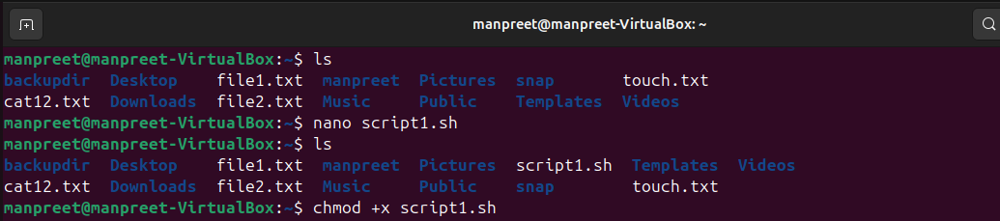 manpreet@manpreet-VirtualBox: ~
manpreet@manpreet-VirtualBox:~$ ls
backupdir Desktop file1.txt manpreet Pictures snap touch.txt
cat12.txt Downloads file2.txt Music Public Templates Videos
manpreet@manpreet-VirtualBox:~$ nano script1.sh
manpreet@manpreet-VirtualBox:~$ ls
backupdir Desktop file1.txt manpreet Pictures script1.sh Templates Videos
cat12.txt Downloads file2.txt Music Public snap touch.txt
manpreet@manpreet-VirtualBox:~$ chmod +x script1.sh